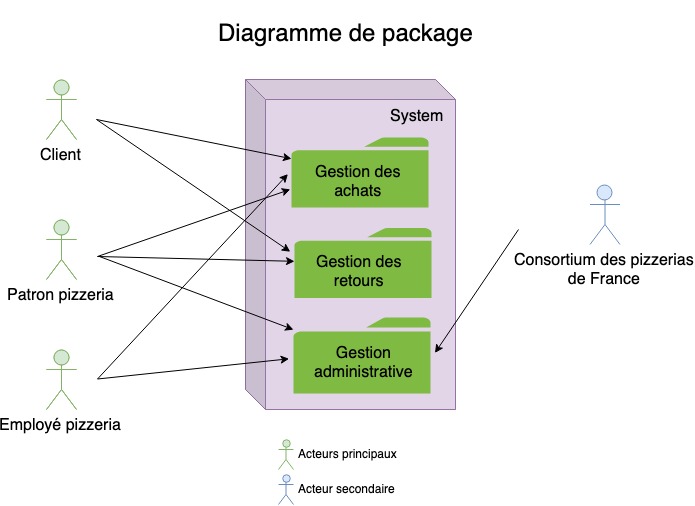 Diagramme de package
System
Client
Gestion des
achats
Patron pizzeria
Gestion des
retours
Consortium des pizzerias
de France
Employé pizzeria
Gestion
administrative
Acteurs principaux
Acteur secondaire